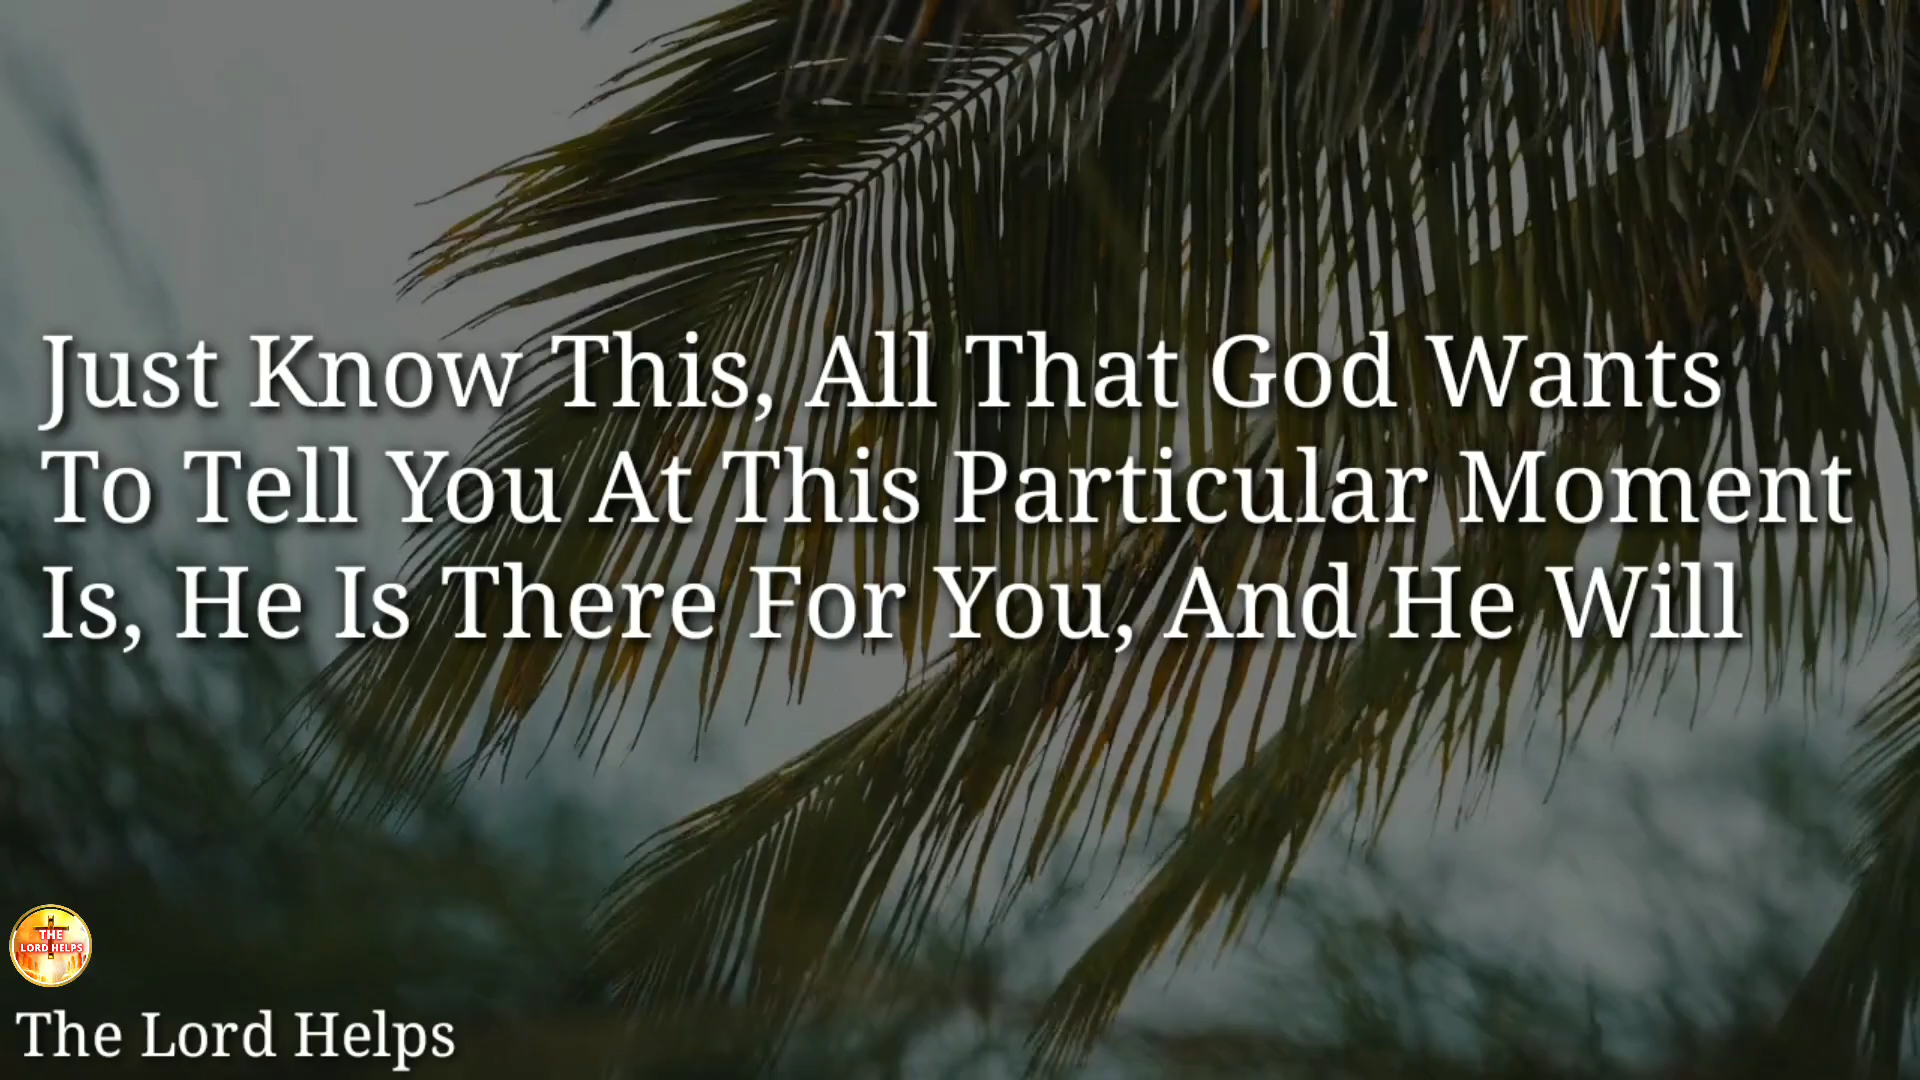 Just Know This, All That God Wants
To Tell You At This Particular Moment
Is, He Is There For You, And He Will
THE
LORD HELPS
The Lord Helps